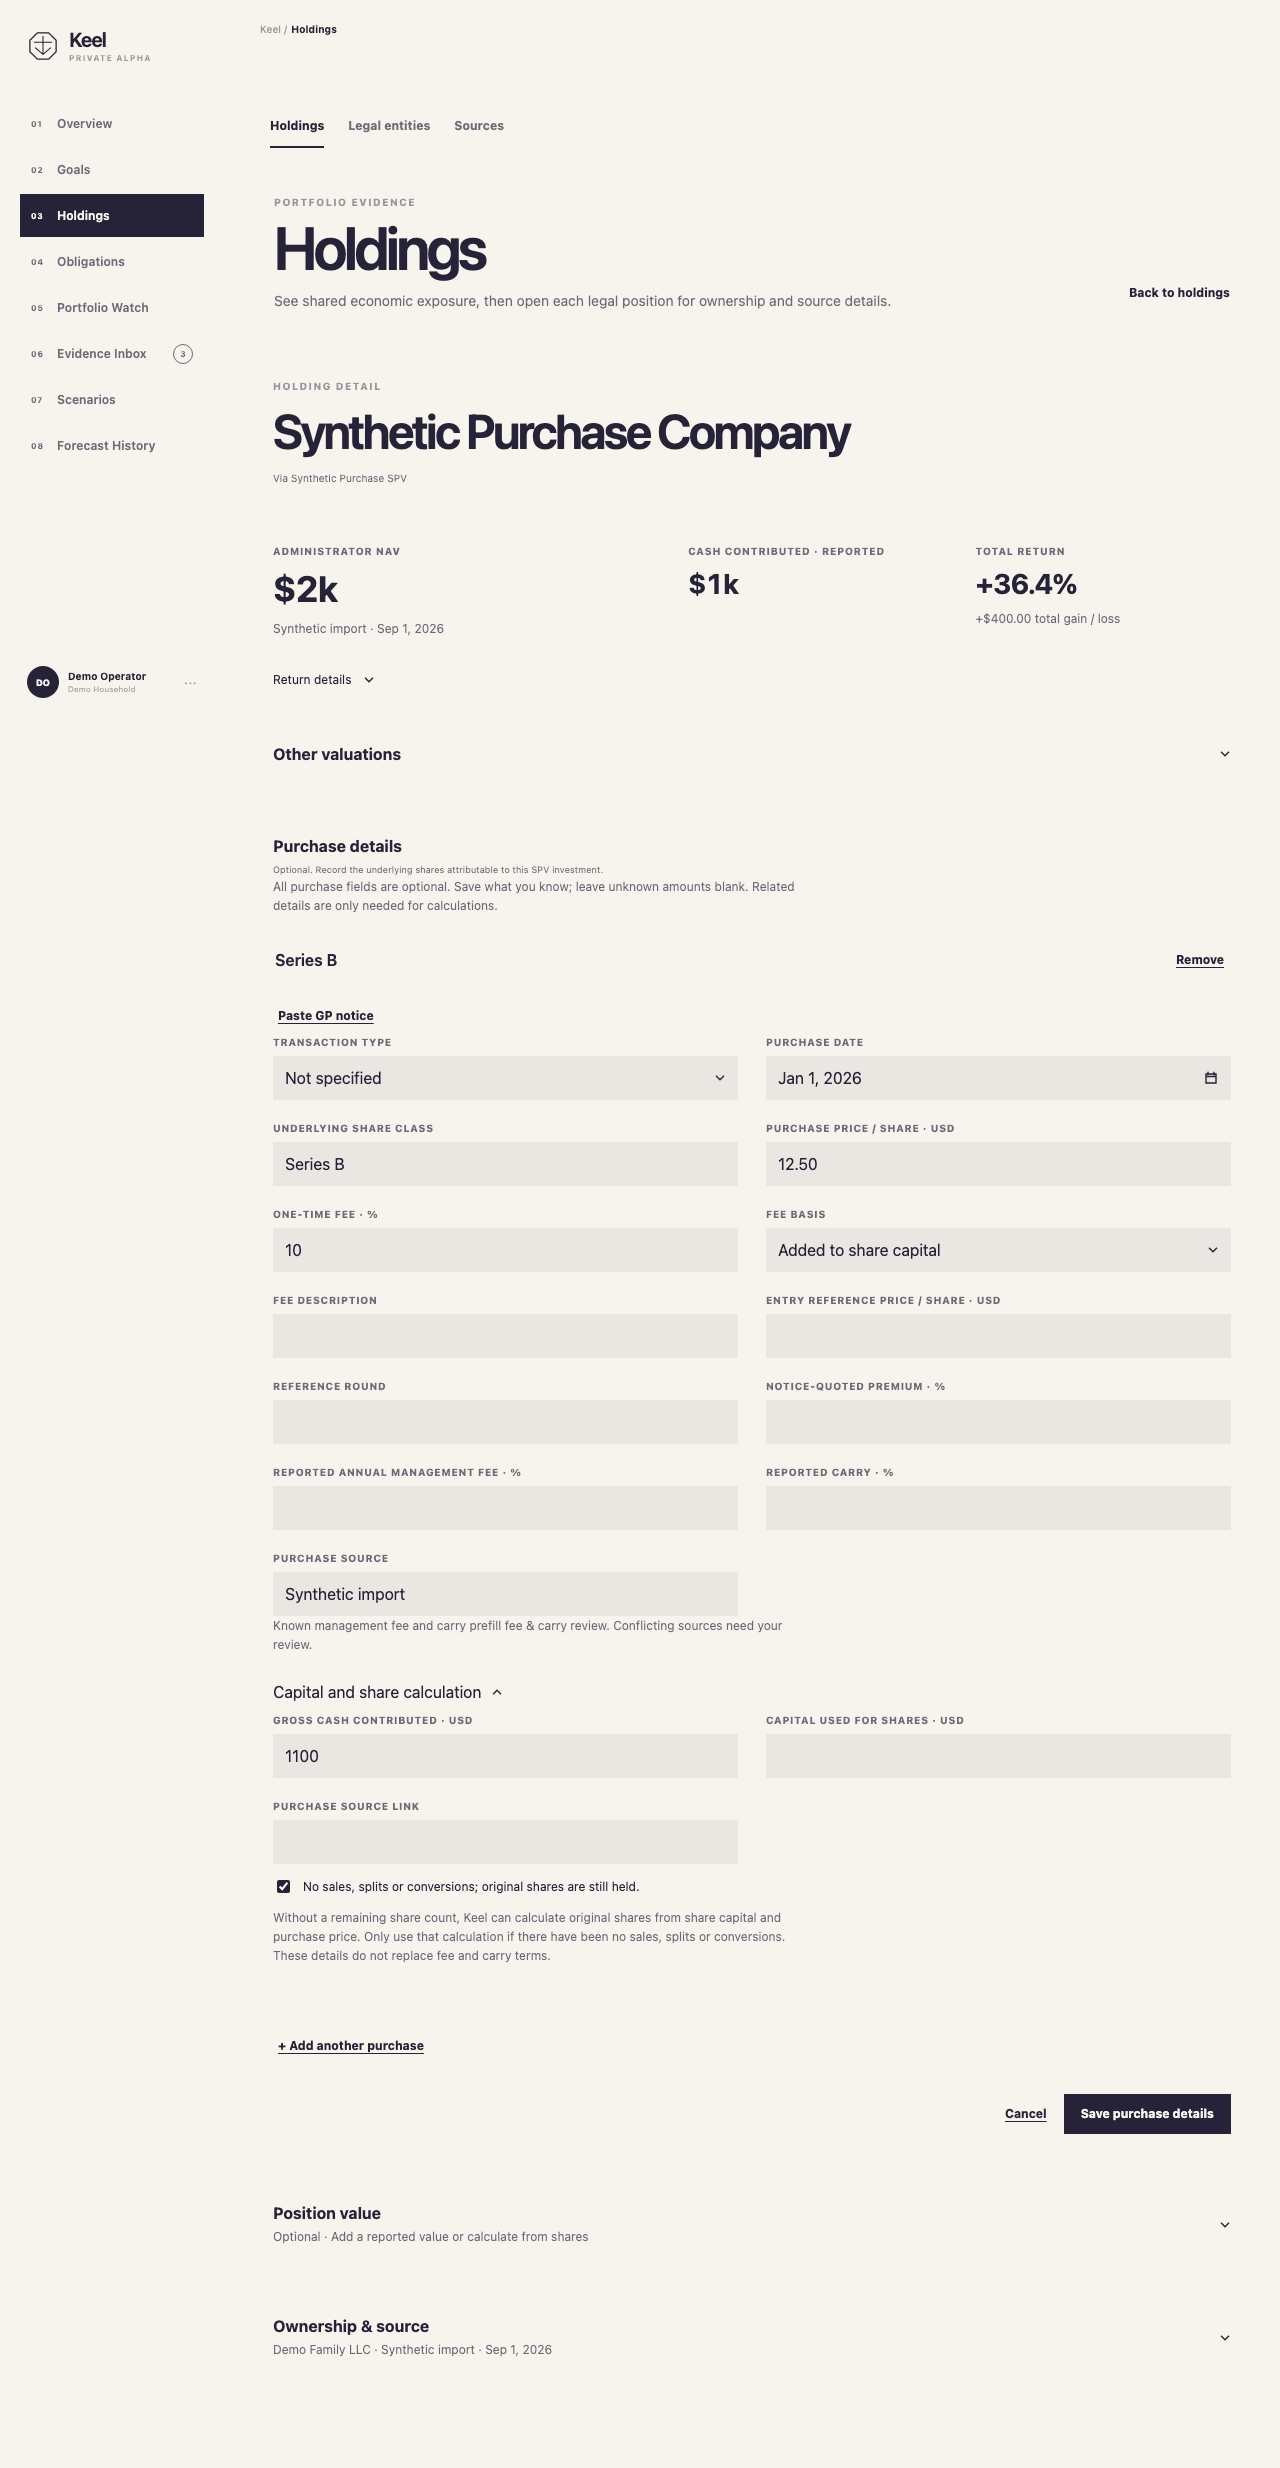 Keel
PRIVATE ALPHA
Keel / Holdings
01 Overview
02 Goals
03 Holdings
04 Obligations
05 Portfolio Watch
06 Evidence Inbox 3
07 Scenarios
08 Forecast History
DO Demo Operator ...
Demo Household
Holdings Legal entities Sources
PORTFOLIO EVIDENCE
Holdings
See shared economic exposure, then open each legal position for ownership and source details.
Back to holdings
HOLDING DETAIL
Synthetic Purchase Company
Via Synthetic Purchase SPV
ADMINISTRATOR NAV
$2k
Synthetic import · Sep 1, 2026
CASH CONTRIBUTED · REPORTED
$1k
TOTAL RETURN
+36.4%
+$400.00 total gain / loss
Return details
Other valuations
Purchase details
Optional. Record the underlying shares attributable to this SPV investment.
All purchase fields are optional. Save what you know; leave unknown amounts blank. Related
details are only needed for calculations.
Series B
Remove
Paste GP notice
TRANSACTION TYPE
Not specified
PURCHASE DATE
Jan 1, 2026
UNDERLYING SHARE CLASS
Series B
PURCHASE PRICE / SHARE · USD
12.50
ONE-TIME FEE · %
10
FEE BASIS
Added to share capital
FEE DESCRIPTION
ENTRY REFERENCE PRICE / SHARE · USD
REFERENCE ROUND
NOTICE-QUOTED PREMIUM · %
REPORTED ANNUAL MANAGEMENT FEE · %
REPORTED CARRY · %
PURCHASE SOURCE
Synthetic import
Known management fee and carry prefill fee & carry review. Conflicting sources need your
review.
Capital and share calculation
GROSS CASH CONTRIBUTED · USD
1100
CAPITAL USED FOR SHARES · USD
PURCHASE SOURCE LINK
No sales, splits or conversions; original shares are still held.
Without a remaining share count, Keel can calculate original shares from share capital and
purchase price. Only use that calculation if there have been no sales, splits or conversions.
These details do not replace fee and carry terms.
+ Add another purchase
Cancel
Save purchase details
Position value
Optional · Add a reported value or calculate from shares
Ownership & source
Demo Family LLC · Synthetic import · Sep 1, 2026